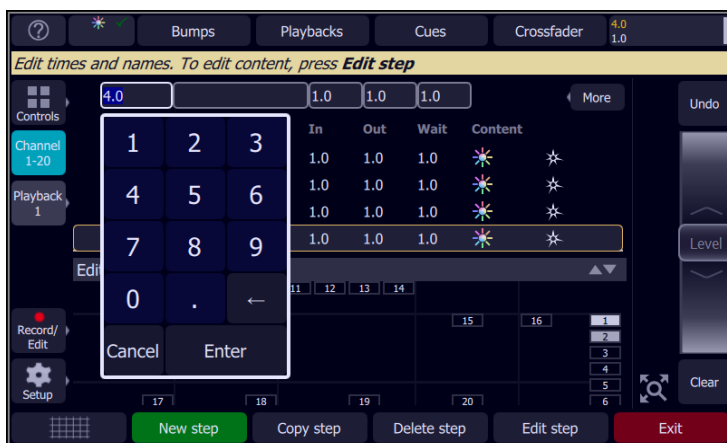 ?
Bumps Playbacks Cues Crossfader 4.0
1.0
Edit times and names. To edit content, press Edit step
Controls
4.0 1.0 1.0 1.0 More
Undo
Channel
1-20
In Out Wait Content
1 2 3
1.0 1.0 1.0
1.0 1.0 1.0
Playback
1
4 5 6
1.0 1.0 1.0
1.0 1.0 1.0
Level
7 8 9
Edi
11 12 13 14
0 . ←
15 16 1
2
3
4
5
6
Record/
Edit
Cancel Enter
Setup
Clear
17 18 19 20
New step Copy step Delete step Edit step Exit